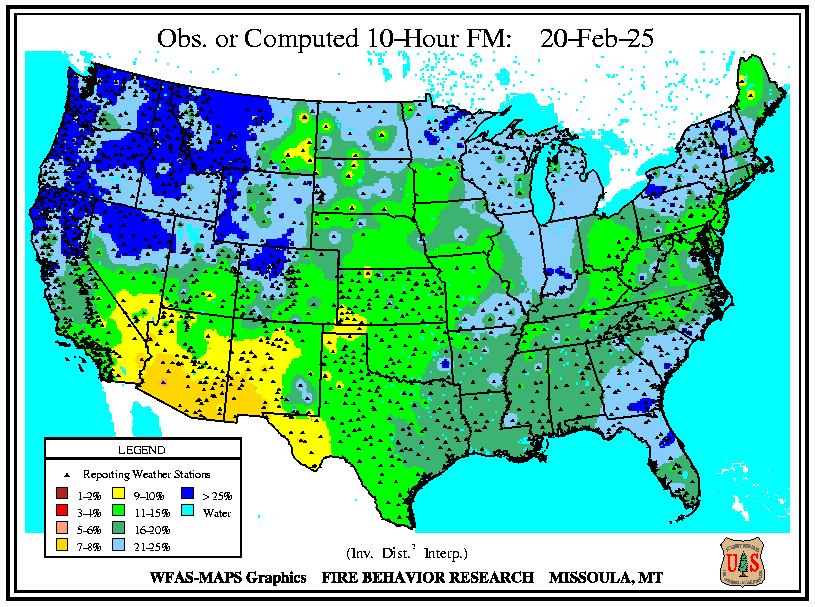 Obs. or Computed 10-Hour FM: 20-Feb-25
LEGEND
Reporting Weather Stations
1-2% 9-10% > 25%
3-4% 11-15% Water
5-6% 16-20%
7-8% 21-25%
(Inv. Dist.² Interp.)
WFAS-MAPS Graphics FIRE BEHAVIOR RESEARCH MISSOULA, MT
U S